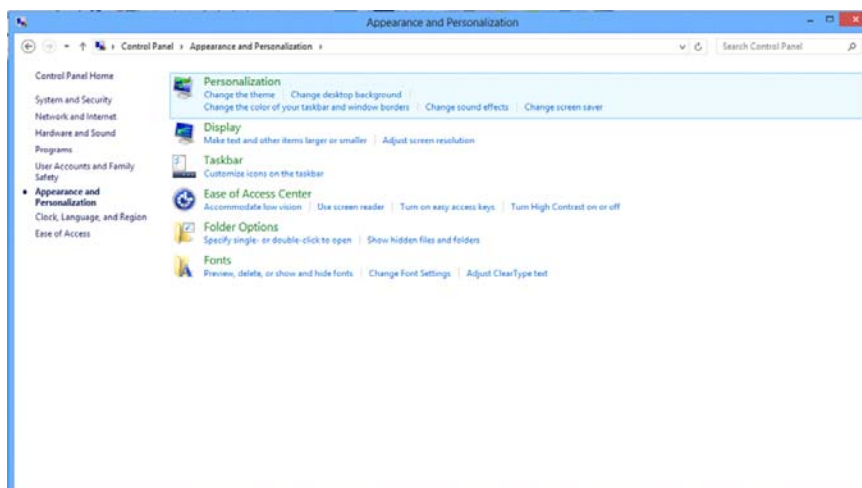 Appearance and Personalization
Control Panel Appearance and Personalization
Search Control Panel
Control Panel Home
System and Security
Network and Internet
Hardware and Sound
Programs
User Accounts and Family
Safety
Appearance and
Personalization
Clock, Language, and Region
Ease of Access
Personalization
Change the theme Change desktop background
Change the color of your taskbar and window borders Change sound effects Change screen saver
Display
Make text and other items larger or smaller Adjust screen resolution
Taskbar
Customize icons on the taskbar
Ease of Access Center
Accommodate low vision Use screen reader Turn on easy access keys Turn High Contrast on or off
Folder Options
Specify single- or double-click to open Show hidden files and folders
Fonts
Preview, delete, or show and hide fonts Change Font Settings Adjust ClearType text